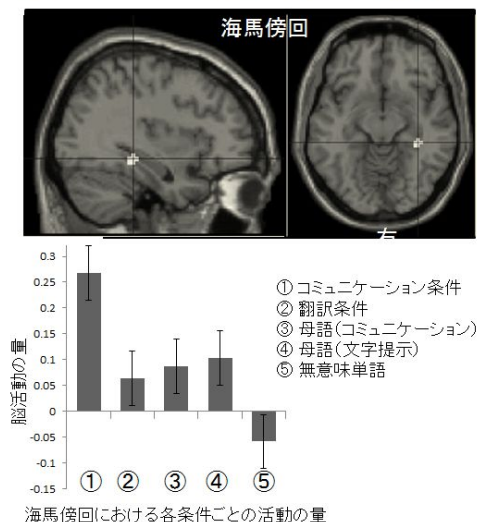 海馬傍回
右
0.3
0.25
0.2
0.15
0.1
0.05
0
-0.05
-0.1
-0.15
脳活動の量
① ② ③ ④ ⑤
①コミュニケーション条件
②翻訳条件
③母語(コミュニケーション)
④母語(文字提示)
⑤無意味単語
海馬傍回における各条件ごとの活動の量